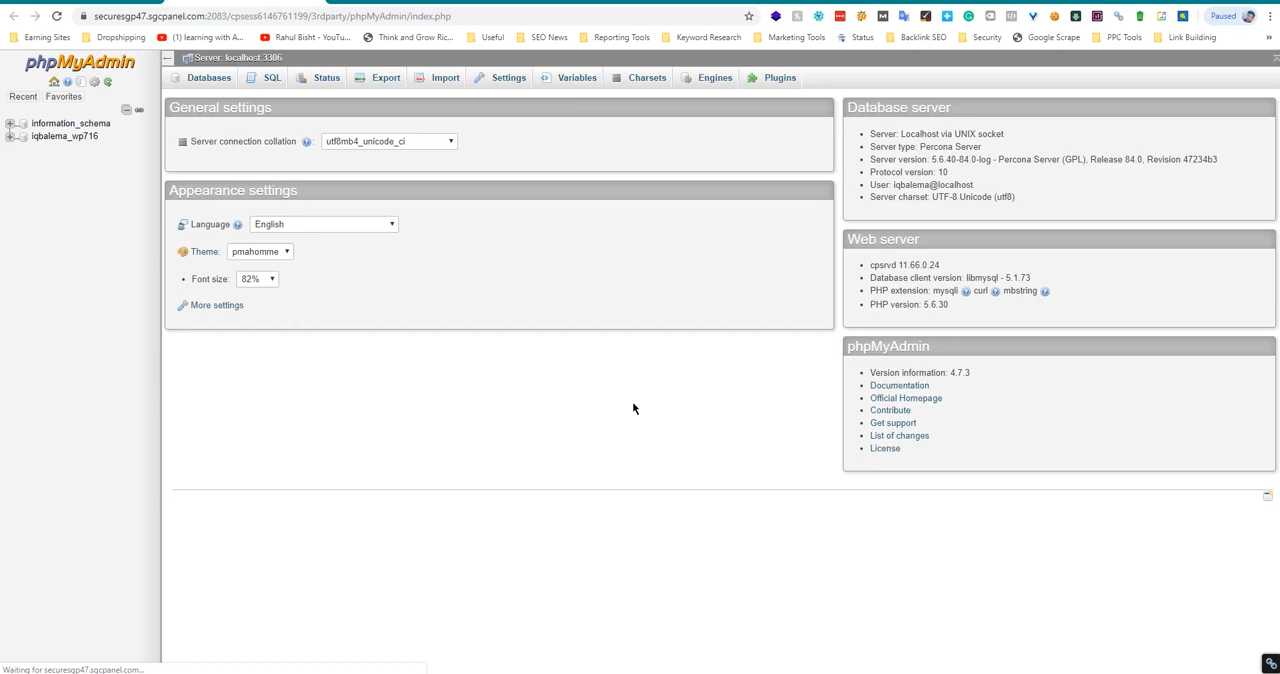 securesgp47.sgcpanel.com:2083/cpsess6146761199/3rdparty/phpMyAdmin/index.php
Paused
Earning Sites Dropshipping (1) learning with A... Rahul Bisht - YouTu... Think and Grow Ric... Useful SEO News Reporting Tools Keyword Research Marketing Tools Status Backlink SEO Security Google Scrape PPC Tools Link Buildinig »
phpMyAdmin
Recent Favorites
information_schema
iqbalema_wp716
Server: localhost:3306
Databases SQL Status Export Import Settings Variables Charsets Engines Plugins
General settings
Server connection collation : utf8mb4_unicode_ci
Appearance settings
Language English
Theme: pmahomme
• Font size: 82%
More settings
Database server
• Server: Localhost via UNIX socket
• Server type: Percona Server
• Server version: 5.6.40-84.0-log - Percona Server (GPL), Release 84.0, Revision 47234b3
• Protocol version: 10
• User: iqbalema@localhost
• Server charset: UTF-8 Unicode (utf8)
Web server
• cpsrvd 11.66.0.24
• Database client version: libmysql - 5.1.73
• PHP extension: mysqli curl mbstring
• PHP version: 5.6.30
phpMyAdmin
• Version information: 4.7.3
• Documentation
• Official Homepage
• Contribute
• Get support
• List of changes
• License
Waiting for securesgp47.sgcpanel.com...